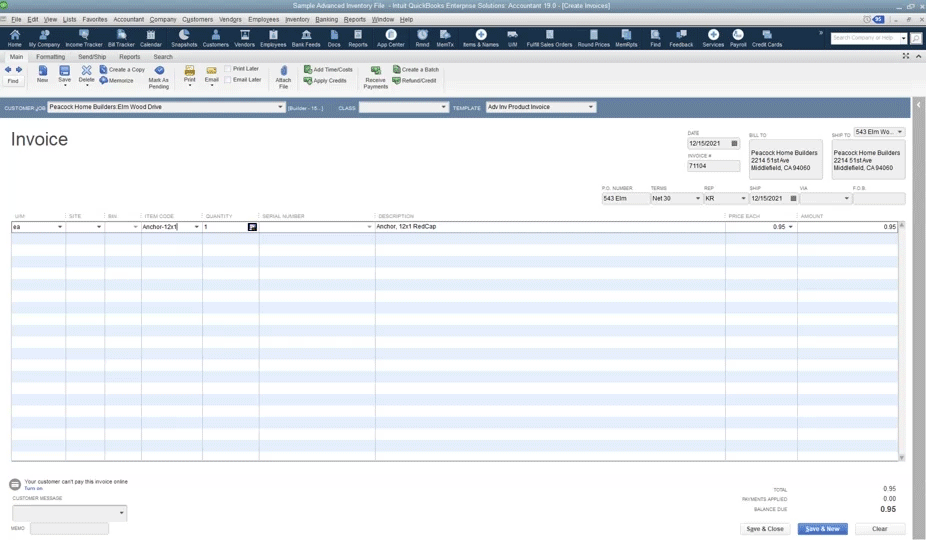 Sample Advanced Inventory File - Intuit QuickBooks Enterprise Solutions: Accountant 19.0 - [Create Invoices]
File Edit View Lists Favorites Accountant Company Customers Vendors Employees Inventory Banking Reports Window Help 95
Home My Company Income Tracker Bill Tracker Calendar Snapshots Customers Vendors Employees Bank Feeds Docs Reports App Center Rmnd ItemTx Items & Names U/M Fulfill Sales Orders Round Prices MemRpts Find Feedback Services Payroll Credit Cards » Search Company or Help
Main Formatting Send/Ship Reports Search
Find New Save Delete Create a Copy Memorize Mark As Pending Print Email Print Later Email Later Attach File Add Time/Costs Apply Credits Receive Payments Create a Batch Refund/Credit
CUSTOMER:JOB Peacock Home Builders:Elm Wood Drive [Builder - 15...] CLASS TEMPLATE Adv Inv Product Invoice
Invoice
DATE
12/15/2021
INVOICE #
71104
BILL TO
Peacock Home Builders
2214 51st Ave
Middlefield, CA 94060
SHIP TO 543 Elm Wo...
Peacock Home Builders
2214 51st Ave
Middlefield, CA 94060
P.O. NUMBER TERMS REP SHIP VIA F.O.B.
543 Elm Net 30 KR 12/15/2021
U/M SITE BIN ITEM CODE QUANTITY SERIAL NUMBER DESCRIPTION PRICE EACH AMOUNT
ea Anchor-12x1 1 Anchor, 12x1 RedCap 0.95 0.95
Your customer can't pay this invoice online
Turn on
CUSTOMER MESSAGE
MEMO
TOTAL 0.95
PAYMENTS APPLIED 0.00
BALANCE DUE 0.95
Save & Close Save & New Clear